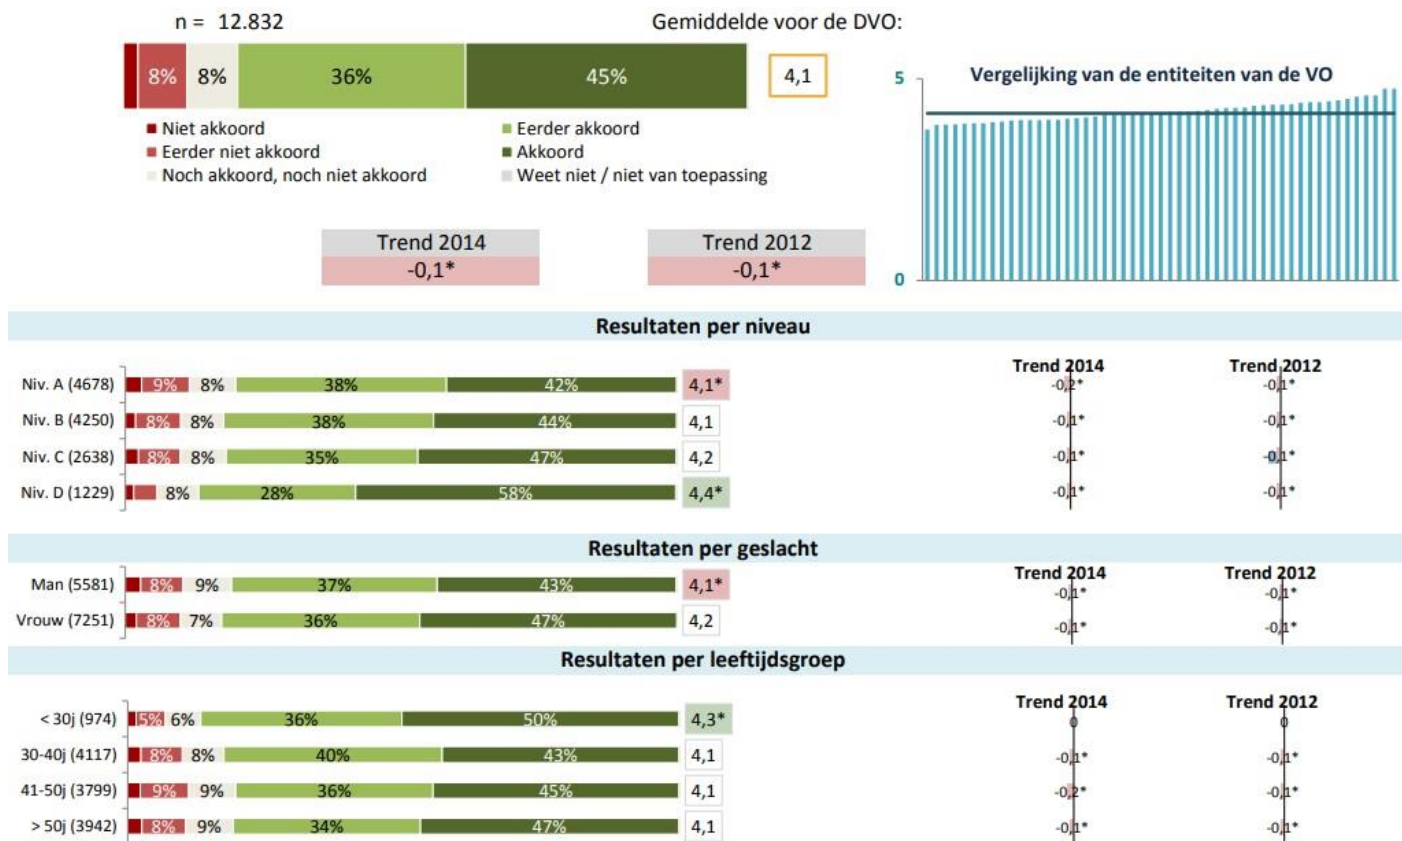 n = 12.832
Gemiddelde voor de DVO:
8% 8% 36% 45% 4,1
Niet akkoord
Eerder akkoord
Eerder niet akkoord
Akkoord
Noch akkoord, noch niet akkoord
Weet niet / niet van toepassing
5
Vergelijking van de entiteiten van de VO
0
Trend 2014 Trend 2012
-0,1* -0,1*
Resultaten per niveau
Trend 2014 Trend 2012
Niv. A (4678) 9% 8% 38% 42% 4,1* -0,2* -0,1*
Niv. B (4250) 8% 8% 38% 44% 4,1 -0,1* -0,1*
Niv. C (2638) 8% 8% 35% 47% 4,2 -0,1* -0,1*
Niv. D (1229) 8% 28% 58% 4,4* -0,1* -0,1*
Resultaten per geslacht
Trend 2014 Trend 2012
Man (5581) 8% 9% 37% 43% 4,1* -0,1* -0,1*
Vrouw (7251) 8% 7% 36% 47% 4,2 -0,1* -0,1*
Resultaten per leeftijdsgroep
Trend 2014 Trend 2012
< 30j (974) 5% 6% 36% 50% 4,3* 0 0
30-40j (4117) 8% 8% 40% 43% 4,1 -0,1* -0,1*
41-50j (3799) 9% 9% 36% 45% 4,1 -0,2* -0,1*
> 50j (3942) 8% 9% 34% 47% 4,1 -0,1* -0,1*